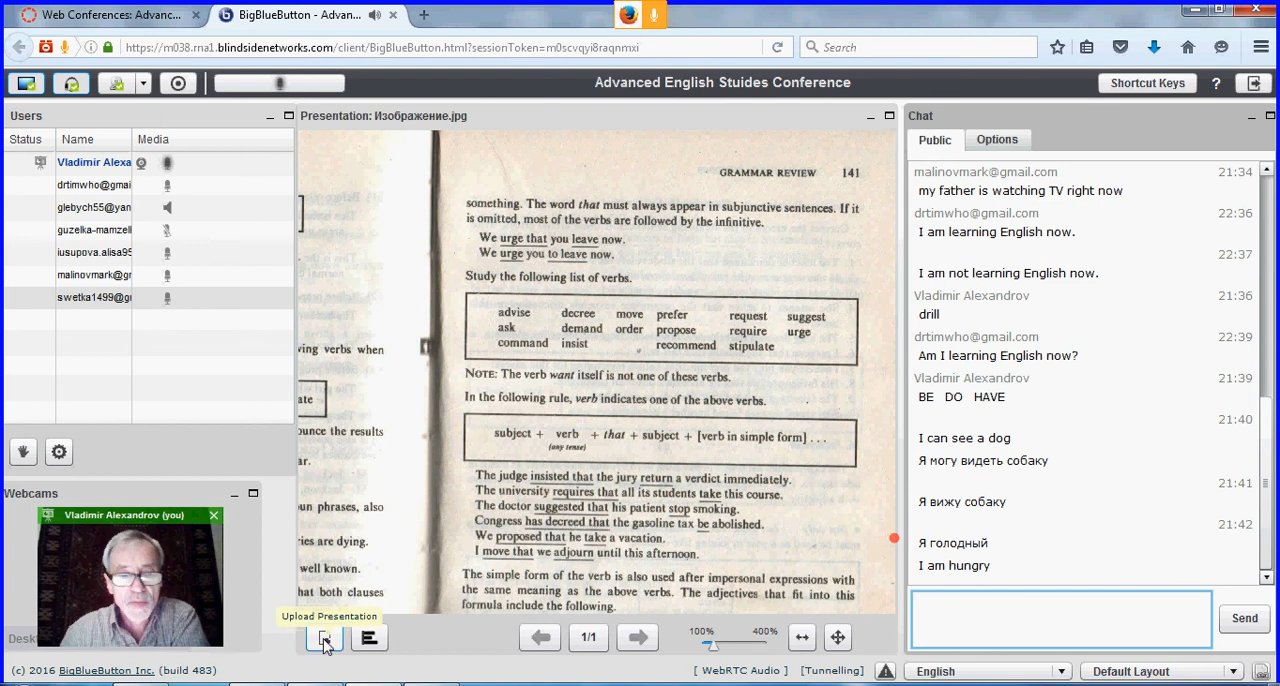 Web Conferences: Advanc...
BigBlueButton - Advan...
https://m038.rna1.blindsidenetworks.com/client/BigBlueButton.html?sessionToken=m0scvqyi8raqnmxi
Search
Advanced English Stuides Conference
Shortcut Keys
?
Users
Status Name Media
Vladimir Alexa
drtimwho@gmai
glebych55@yan
guzelka-mamzell
iusupova.alisa95
malinovmark@gr
swetka1499@gi
Webcams
Vladimir Alexandrov (you)
Desk
Presentation: Изображение.jpg
ving verbs when
ate
ounce the results
ar.
un phrases, also
ries are dying.
well known.
hat both clauses
GRAMMAR REVIEW 141
something. The word that must always appear in subjunctive sentences. If it
is omitted, most of the verbs are followed by the infinitive.
We urge that you leave now.
We urge you to leave now.
Study the following list of verbs.
advise decree move prefer request suggest
ask demand order propose require urge
command insist recommend stipulate
NOTE: The verb want itself is not one of these verbs.
In the following rule, verb indicates one of the above verbs.
subject + verb + that + subject + [verb in simple form] . . .
(any tense)
The judge insisted that the jury return a verdict immediately.
The university requires that all its students take this course.
The doctor suggested that his patient stop smoking.
Congress has decreed that the gasoline tax be abolished.
We proposed that he take a vacation.
I move that we adjourn until this afternoon.
The simple form of the verb is also used after impersonal expressions with
the same meaning as the above verbs. The adjectives that fit into this
formula include the following.
Upload Presentation
1/1
100% 400%
Chat
Public Options
malinovmark@gmail.com 21:34
my father is watching TV right now
drtimwho@gmail.com 22:36
I am learning English now.
22:37
I am not learning English now.
Vladimir Alexandrov 21:36
drill
drtimwho@gmail.com 22:39
Am I learning English now?
Vladimir Alexandrov 21:39
BE DO HAVE
21:40
I can see a dog
Я могу видеть собаку
21:41
Я вижу собаку
21:42
Я голодный
I am hungry
Send
(c) 2016 BigBlueButton Inc. (build 483)
[ WebRTC Audio ] [Tunnelling]
English
Default Layout